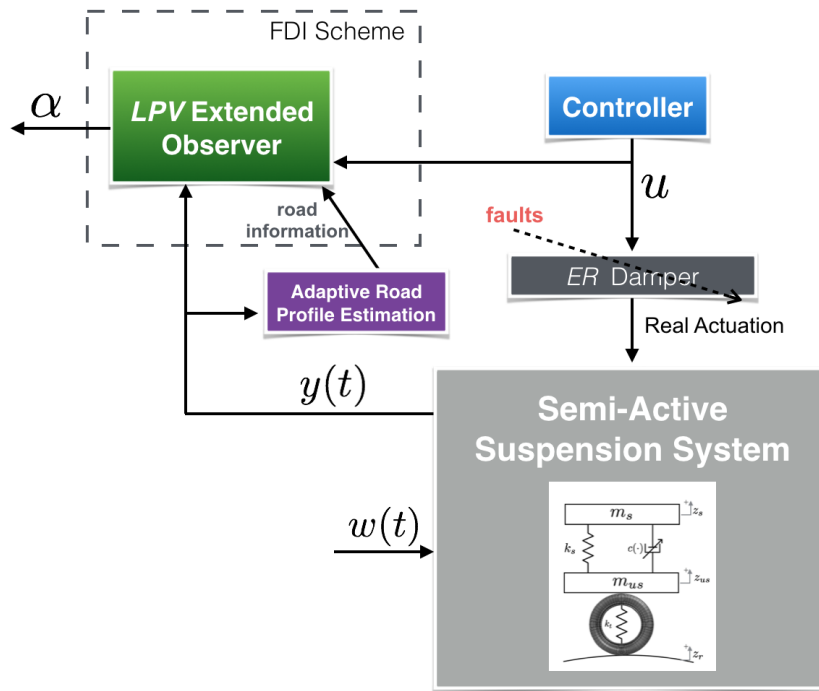 FDI Scheme
α
LPV Extended
Observer
Controller
u
road
information
faults
ER Damper
Adaptive Road
Profile Estimation
Real Actuation
y(t)
Semi-Active
Suspension System
w(t)
m_s
z_s
k_s
c(·)
m_us
z_us
k_t
z_r